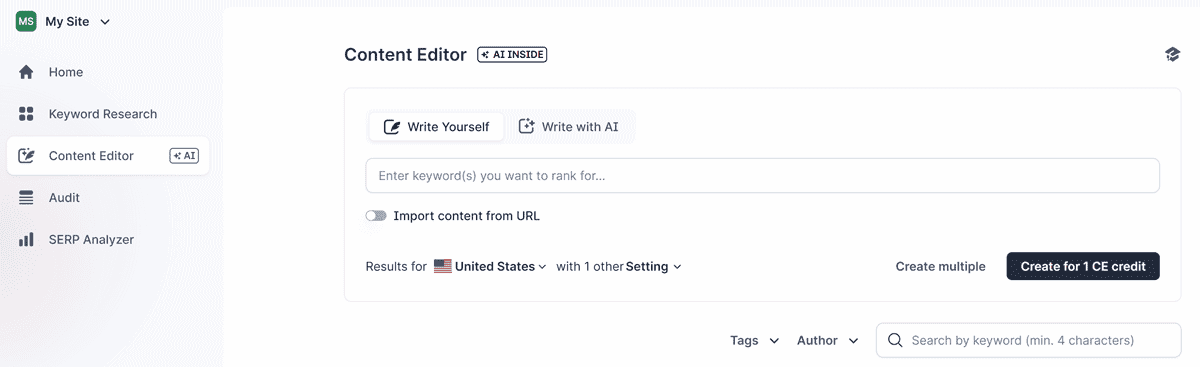 MS My Site
Home
Keyword Research
Content Editor AI
Audit
SERP Analyzer
Content Editor AI INSIDE
Write Yourself Write with AI
Enter keyword(s) you want to rank for...
Import content from URL
Results for United States with 1 other Setting Create multiple Create for 1 CE credit
Tags Author Search by keyword (min. 4 characters)